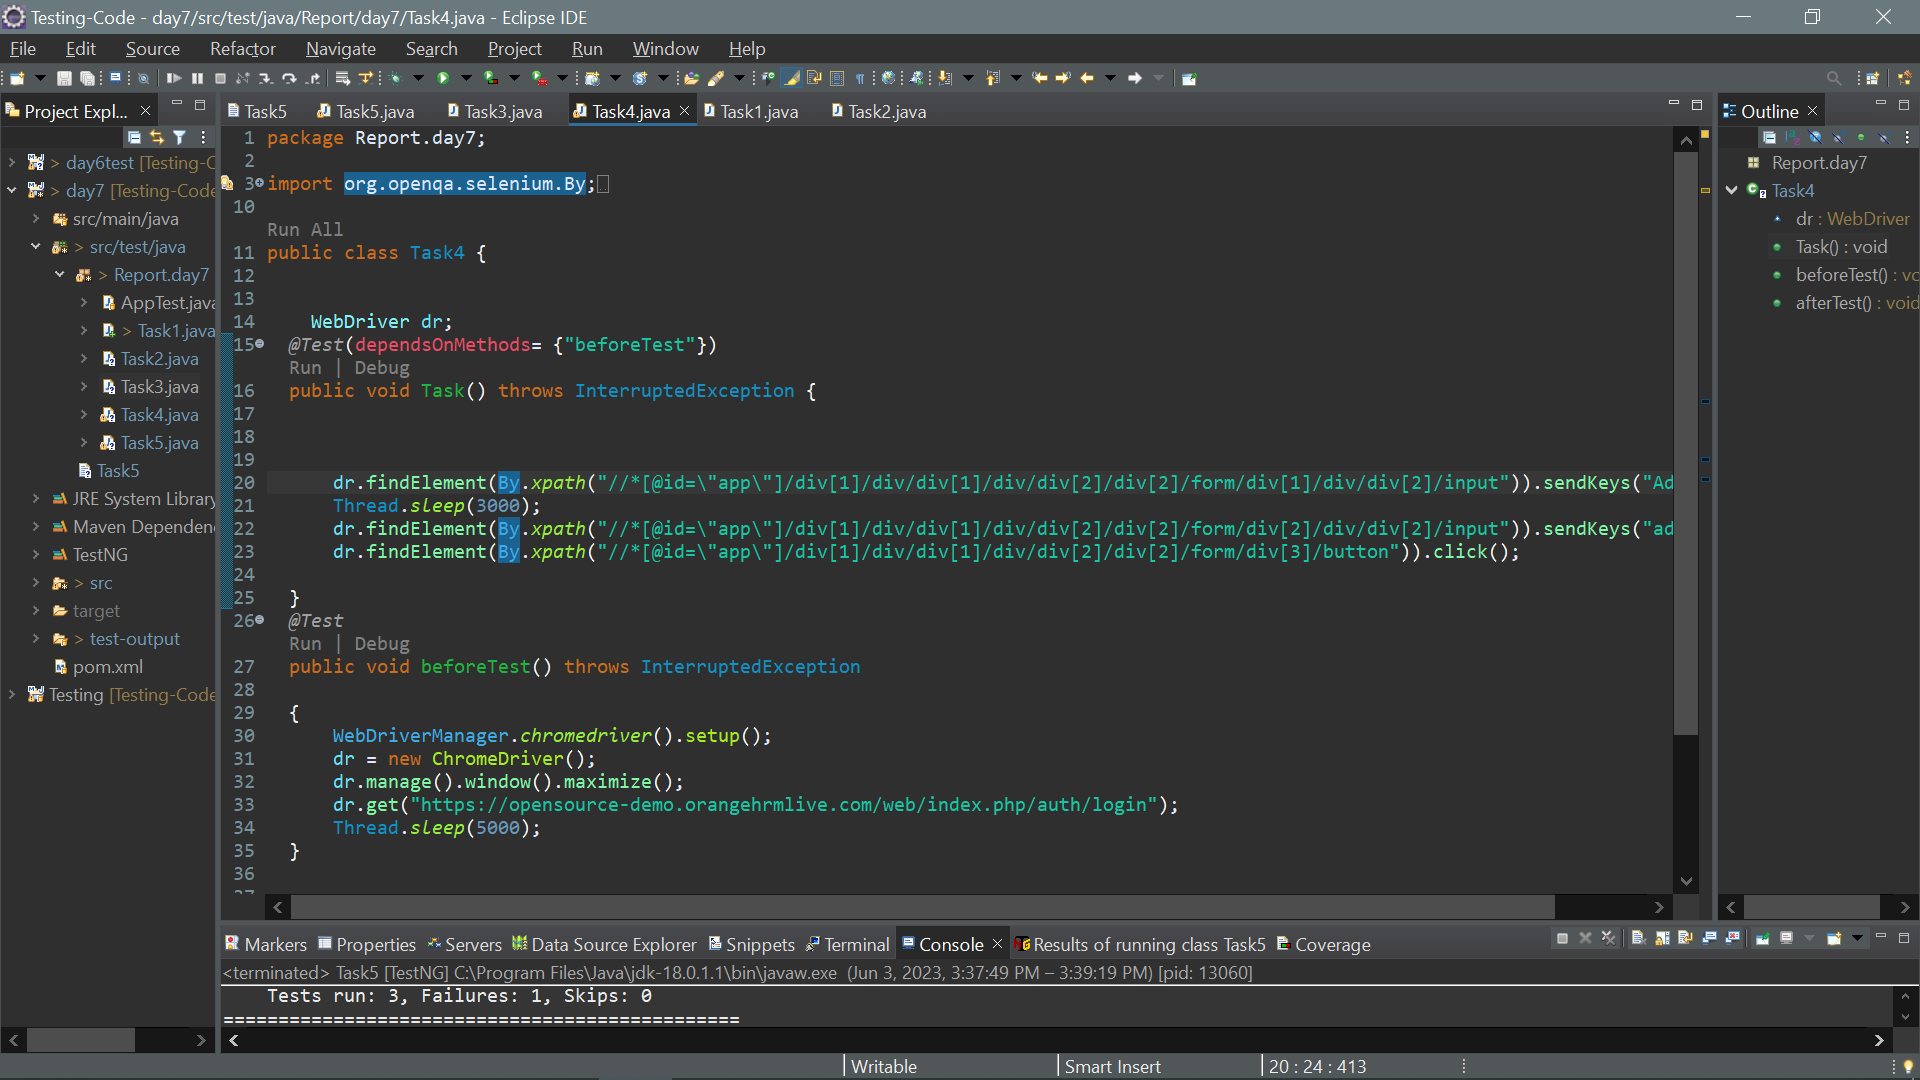 Testing-Code - day7/src/test/java/Report/day7/Task4.java - Eclipse IDE
File Edit Source Refactor Navigate Search Project Run Window Help
Project Expl...
> day6test [Testing-C
> day7 [Testing-Code
src/main/java
> src/test/java
> Report.day7
AppTest.java
> Task1.java
Task2.java
Task3.java
Task4.java
Task5.java
Task5
JRE System Library
Maven Dependen
TestNG
> src
target
> test-output
pom.xml
Testing [Testing-Code
Task5 Task5.java Task3.java Task4.java Task1.java Task2.java
1 package Report.day7;
2
3 import org.openqa.selenium.By;
10
Run All
11 public class Task4 {
12
13
14 WebDriver dr;
15 @Test(dependsOnMethods= {"beforeTest"})
Run | Debug
16 public void Task() throws InterruptedException {
17
18
19
20 dr.findElement(By.xpath("//*[@id=\"app\"]/div[1]/div/div[1]/div/div[2]/div[2]/form/div[1]/div/div[2]/input")).sendKeys("Ad
21 Thread.sleep(3000);
22 dr.findElement(By.xpath("//*[@id=\"app\"]/div[1]/div/div[1]/div/div[2]/div[2]/form/div[2]/div/div[2]/input")).sendKeys("ad
23 dr.findElement(By.xpath("//*[@id=\"app\"]/div[1]/div/div[1]/div/div[2]/div[2]/form/div[3]/button")).click();
24
25 }
26 @Test
Run | Debug
27 public void beforeTest() throws InterruptedException
28
29 {
30 WebDriverManager.chromedriver().setup();
31 dr = new ChromeDriver();
32 dr.manage().window().maximize();
33 dr.get("https://opensource-demo.orangehrmlive.com/web/index.php/auth/login");
34 Thread.sleep(5000);
35 }
36
37
Outline
Report.day7
Task4
dr : WebDriver
Task() : void
beforeTest() : vo
afterTest() : void
Markers Properties Servers Data Source Explorer Snippets Terminal Console Results of running class Task5 Coverage
<terminated> Task5 [TestNG] C:\Program Files\Java\jdk-18.0.1.1\bin\javaw.exe (Jun 3, 2023, 3:37:49 PM – 3:39:19 PM) [pid: 13060]
Tests run: 3, Failures: 1, Skips: 0
===============================================
Writable Smart Insert 20 : 24 : 413